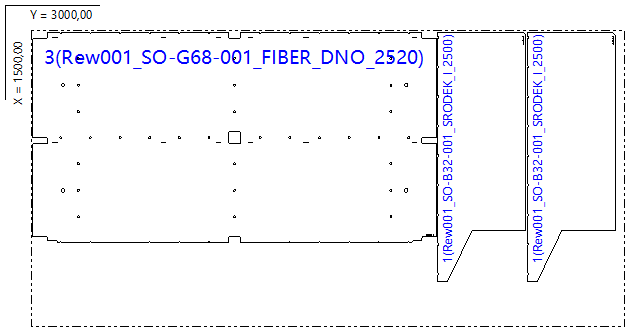 Y = 3000,00
X = 1500,00
3(Rew001_SO-G68-001_FIBER_DNO_2520)
1(Rew001_SO-B32-001_SRODEK_I_2500)
1(Rew001_SO-B32-001_SRODEK_I_2500)